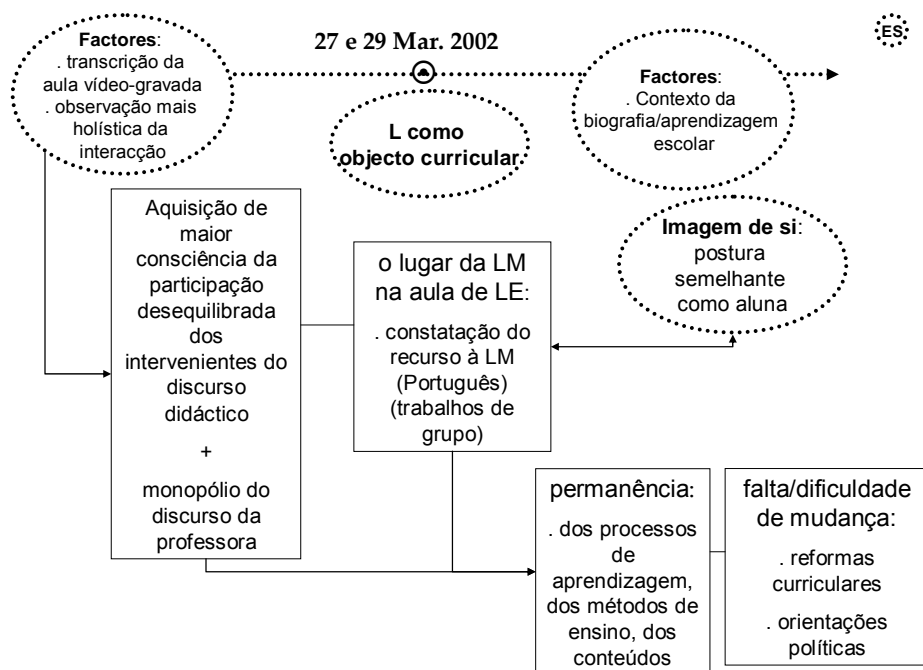 Factores:
. transcrição da
aula vídeo-gravada
. observação mais
holística da
interacção
27 e 29 Mar. 2002
ES
L como
objecto curricular
Factores:
. Contexto da
biografia/aprendizagem
escolar
Imagem de si:
postura
semelhante
como aluna
Aquisição de
maior
consciência da
participação
desequilibrada
dos
intervenientes do
discurso
didáctico
+
monopólio do
discurso da
professora
o lugar da LM
na aula de LE:
. constatação do
recurso à LM
(Português)
(trabalhos de
grupo)
permanência:
. dos processos
de
aprendizagem,
dos métodos de
ensino, dos
conteúdos
falta/dificuldade
de mudança:
. reformas
curriculares
. orientações
políticas